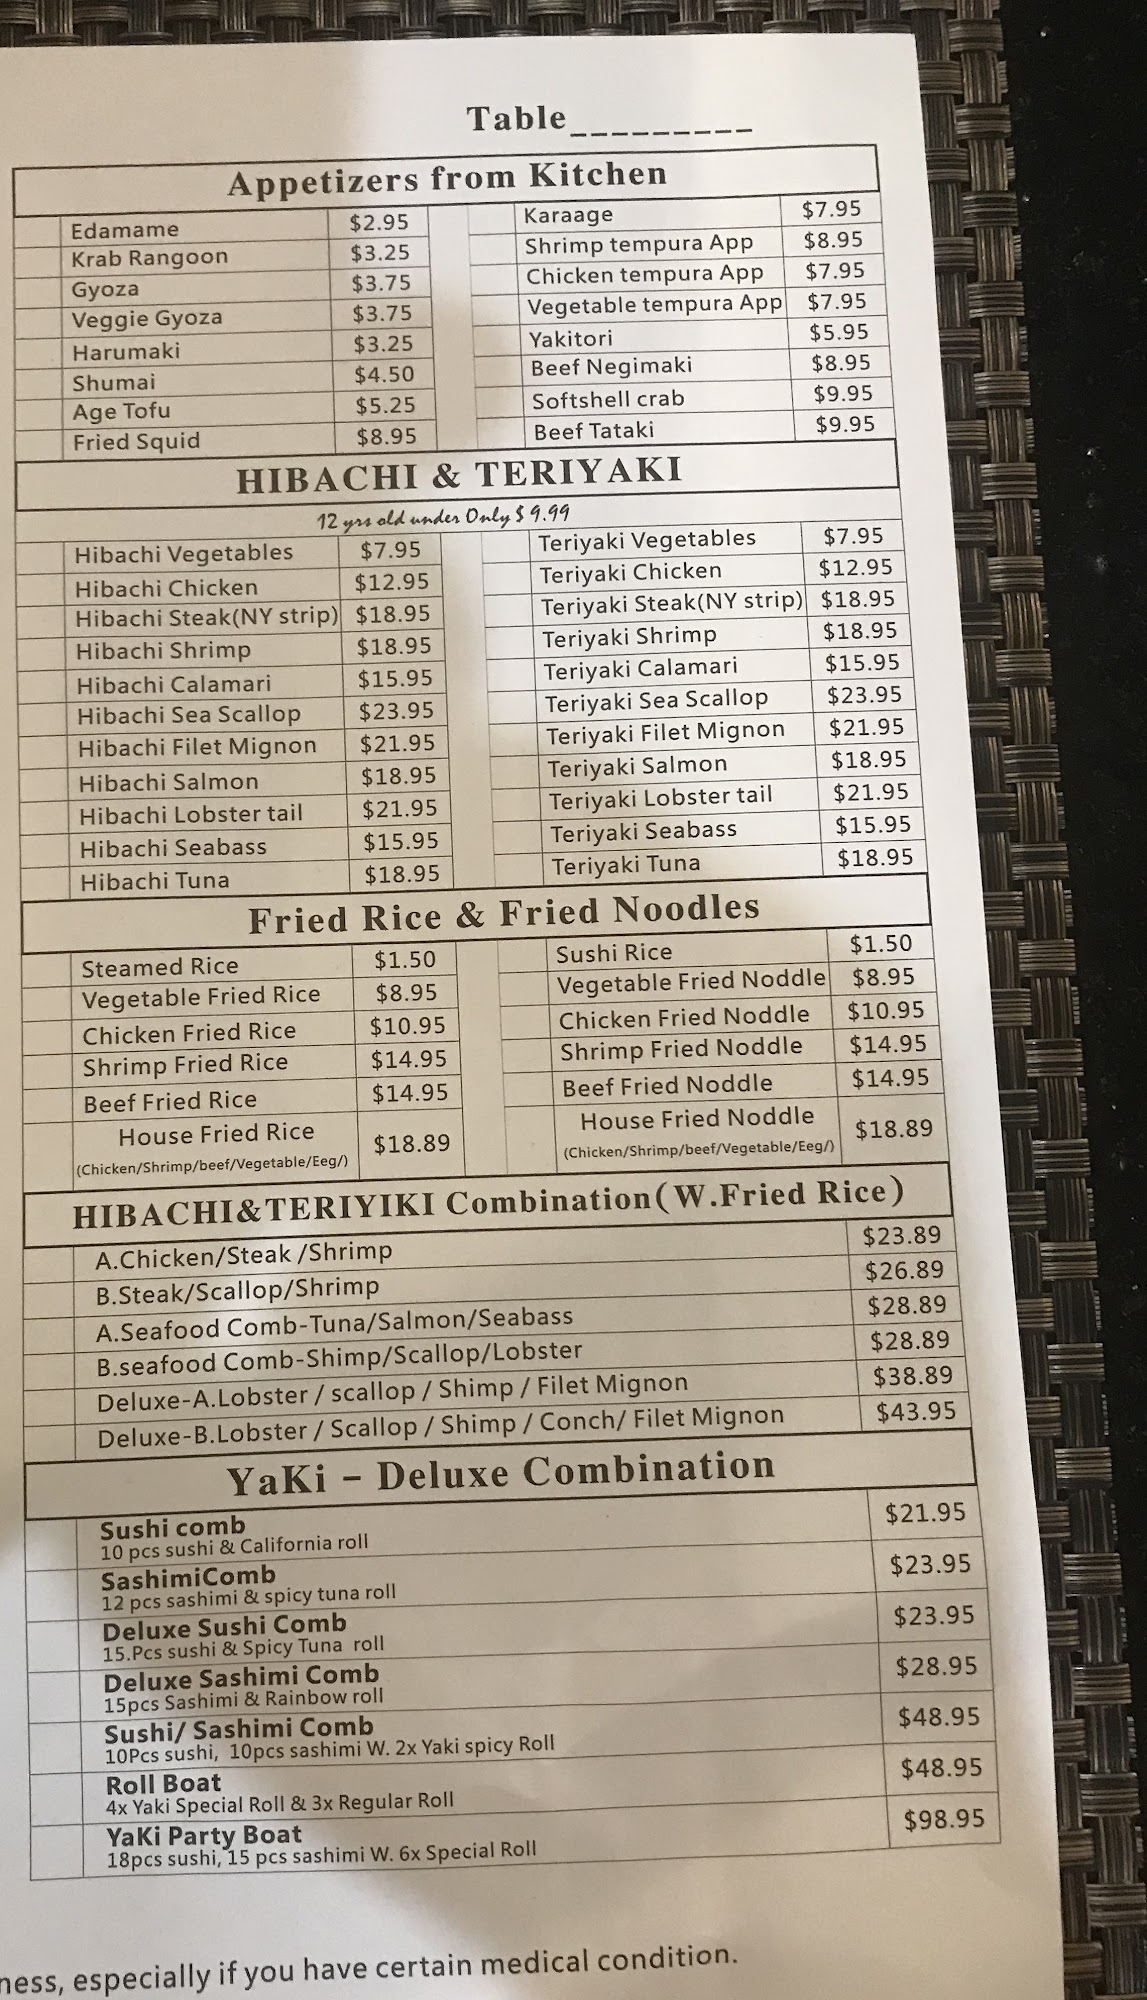 Table_________
Appetizers from Kitchen
Edamame $2.95 Karaage $7.95
Krab Rangoon $3.25 Shrimp tempura App $8.95
Gyoza $3.75 Chicken tempura App $7.95
Veggie Gyoza $3.75 Vegetable tempura App $7.95
Harumaki $3.25 Yakitori $5.95
Shumai $4.50 Beef Negimaki $8.95
Age Tofu $5.25 Softshell crab $9.95
Fried Squid $8.95 Beef Tataki $9.95
HIBACHI & TERIYAKI
12 yrs old under Only $ 9.99
Hibachi Vegetables $7.95 Teriyaki Vegetables $7.95
Hibachi Chicken $12.95 Teriyaki Chicken $12.95
Hibachi Steak(NY strip) $18.95 Teriyaki Steak(NY strip) $18.95
Hibachi Shrimp $18.95 Teriyaki Shrimp $18.95
Hibachi Calamari $15.95 Teriyaki Calamari $15.95
Hibachi Sea Scallop $23.95 Teriyaki Sea Scallop $23.95
Hibachi Filet Mignon $21.95 Teriyaki Filet Mignon $21.95
Hibachi Salmon $18.95 Teriyaki Salmon $18.95
Hibachi Lobster tail $21.95 Teriyaki Lobster tail $21.95
Hibachi Seabass $15.95 Teriyaki Seabass $15.95
Hibachi Tuna $18.95 Teriyaki Tuna $18.95
Fried Rice & Fried Noodles
Steamed Rice $1.50 Sushi Rice $1.50
Vegetable Fried Rice $8.95 Vegetable Fried Noddle $8.95
Chicken Fried Rice $10.95 Chicken Fried Noddle $10.95
Shrimp Fried Rice $14.95 Shrimp Fried Noddle $14.95
Beef Fried Rice $14.95 Beef Fried Noddle $14.95
House Fried Rice $18.89 House Fried Noddle $18.89
(Chicken/Shrimp/beef/Vegetable/Eeg/) (Chicken/Shrimp/beef/Vegetable/Eeg/)
HIBACHI&TERIYIKI Combination(W.Fried Rice)
A.Chicken/Steak /Shrimp $23.89
B.Steak/Scallop/Shrimp $26.89
A.Seafood Comb-Tuna/Salmon/Seabass $28.89
B.seafood Comb-Shimp/Scallop/Lobster $28.89
Deluxe-A.Lobster / scallop / Shimp / Filet Mignon $38.89
Deluxe-B.Lobster / Scallop / Shimp / Conch/ Filet Mignon $43.95
YaKi – Deluxe Combination
Sushi comb $21.95
10 pcs sushi & California roll
SashimiComb $23.95
12 pcs sashimi & spicy tuna roll
Deluxe Sushi Comb $23.95
15.Pcs sushi & Spicy Tuna roll
Deluxe Sashimi Comb $28.95
15pcs Sashimi & Rainbow roll
Sushi/ Sashimi Comb $48.95
10Pcs sushi, 10pcs sashimi W. 2x Yaki spicy Roll
Roll Boat $48.95
4x Yaki Special Roll & 3x Regular Roll
YaKi Party Boat $98.95
18pcs sushi, 15 pcs sashimi W. 6x Special Roll
ness, especially if you have certain medical condition.